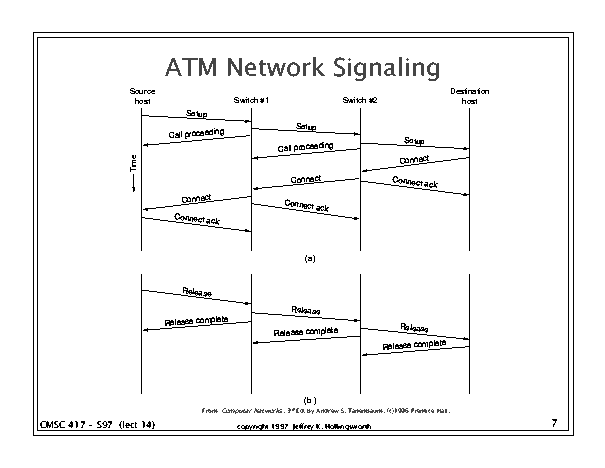 ATM Network Signaling
Source host
Switch #1
Switch #2
Destination host
Setup
Call proceeding
Setup
Call proceeding
Setup
Connect
Time
Connect
Connect ack
Connect
Connect ack
Connect ack
(a)
Release
Release complete
Release
Release complete
Release
Release complete
(b)
From: Computer Networks, 3rd Ed. by Andrew S. Tanenbaum, (c)1996 Prentice Hall.
CMSC 417 - S97 (lect 14)
copyright 1997 Jeffrey K. Hollingsworth
7